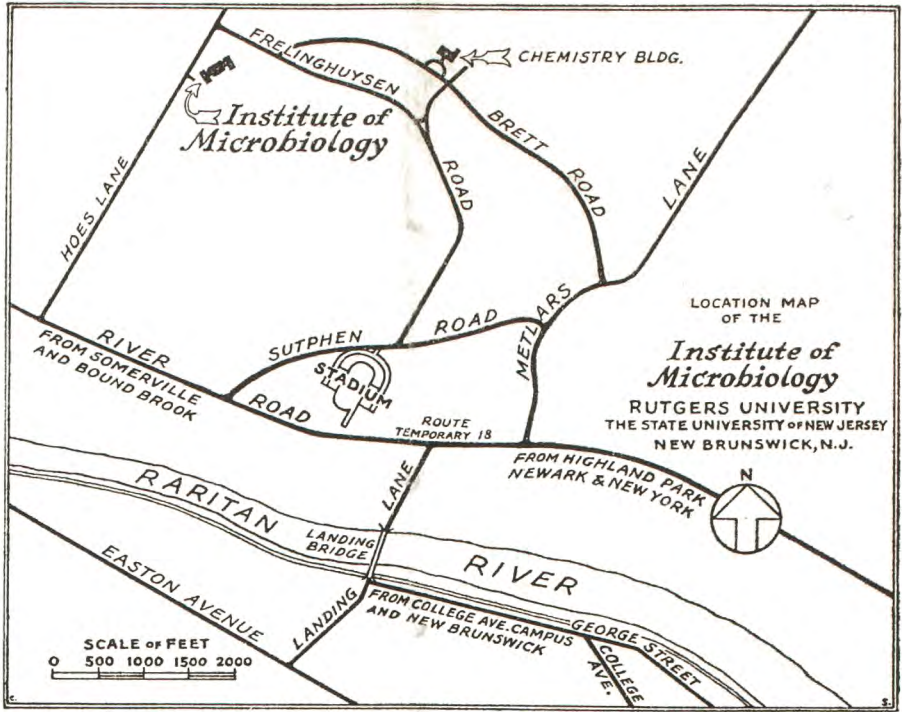 FRELINGHUYSEN
ROAD
CHEMISTRY BLDG.
Institute of
Microbiology
BRETT
ROAD
LANE
HOES LANE
METLARS
LOCATION MAP
OF THE
Institute of
Microbiology
RUTGERS UNIVERSITY
THE STATE UNIVERSITY OF NEW JERSEY
NEW BRUNSWICK, N.J.
SUTPHEN
ROAD
STADIUM
RIVER
ROAD
FROM SOMERVILLE
AND BOUND BROOK
ROUTE
TEMPORARY 18
FROM HIGHLAND PARK
NEWARK & NEW YORK
N
RARITAN
RIVER
LANE
LANDING
BRIDGE
LANDING
EASTON AVENUE
FROM COLLEGE AVE. CAMPUS
AND NEW BRUNSWICK
GEORGE STREET
COLLEGE
AVE.
SCALE OF FEET
0 500 1000 1500 2000
C.
S.